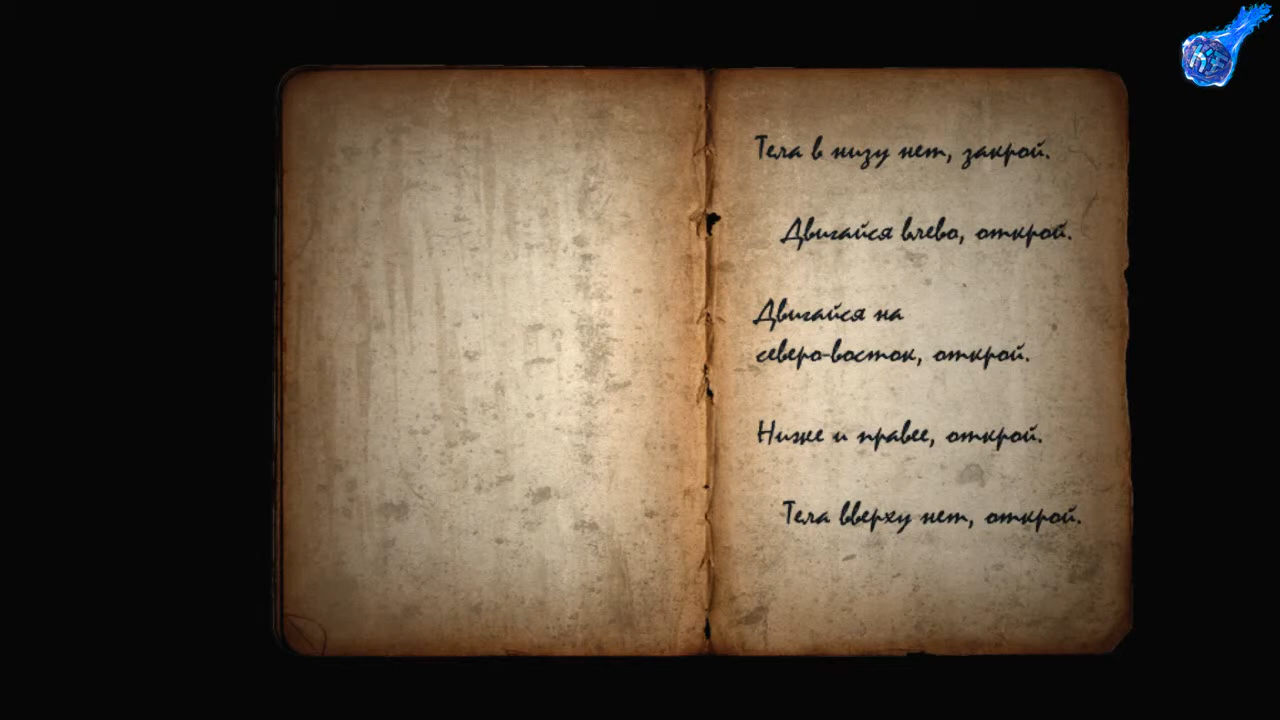 Тела в низу нет, закрой.
Двигайся влево, открой.
Двигайся на
северо-восток, открой.
Ниже и правее, открой.
Тела вверху нет, открой.